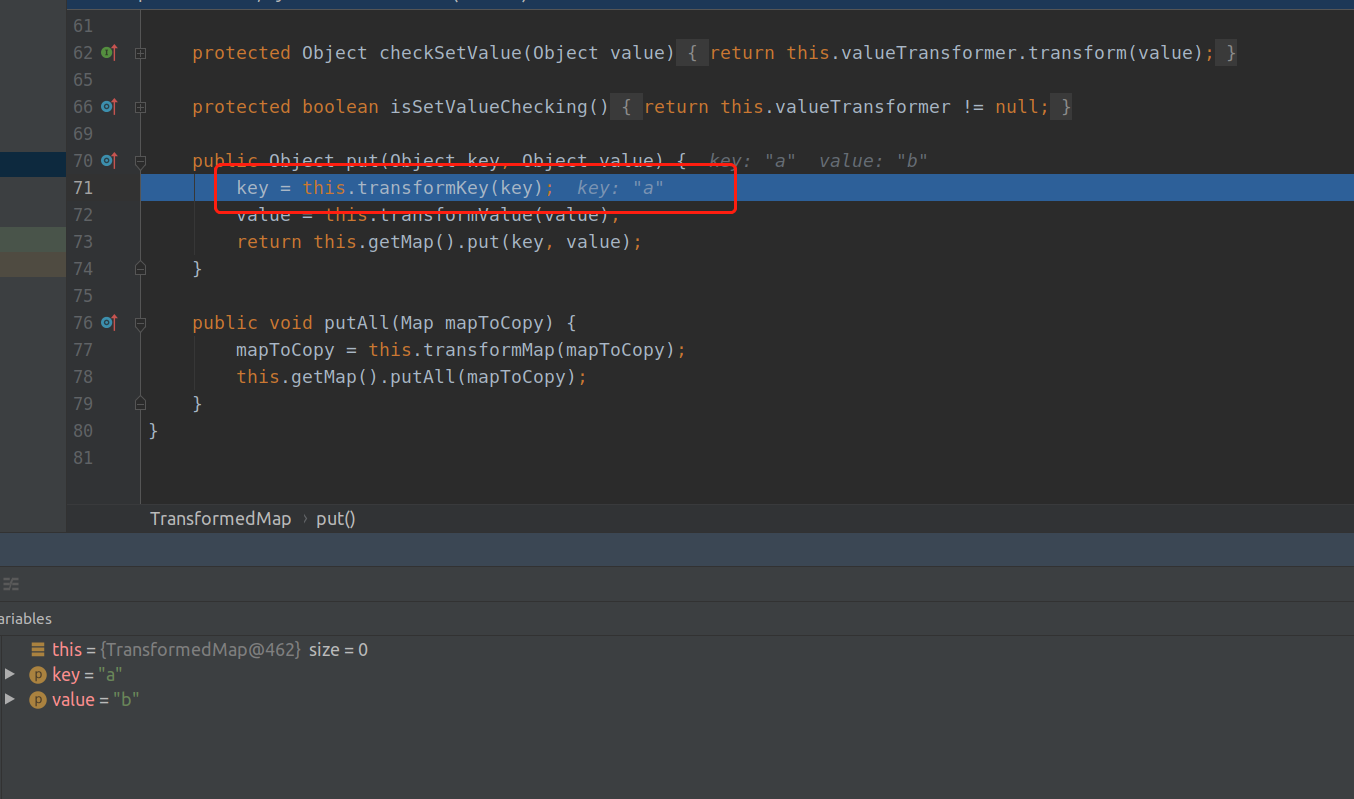 61
62 protected Object checkSetValue(Object value) { return this.valueTransformer.transform(value); }
65
66 protected boolean isSetValueChecking() { return this.valueTransformer != null; }
69
70 public Object put(Object key, Object value) { key: "a" value: "b"
71 key = this.transformKey(key); key: "a"
72 value = this.transformValue(value);
73 return this.getMap().put(key, value);
74 }
75
76 public void putAll(Map mapToCopy) {
77 mapToCopy = this.transformMap(mapToCopy);
78 this.getMap().putAll(mapToCopy);
79 }
80 }
81
TransformedMap › put()
ariables
this = {TransformedMap@462} size = 0
p key = "a"
p value = "b"